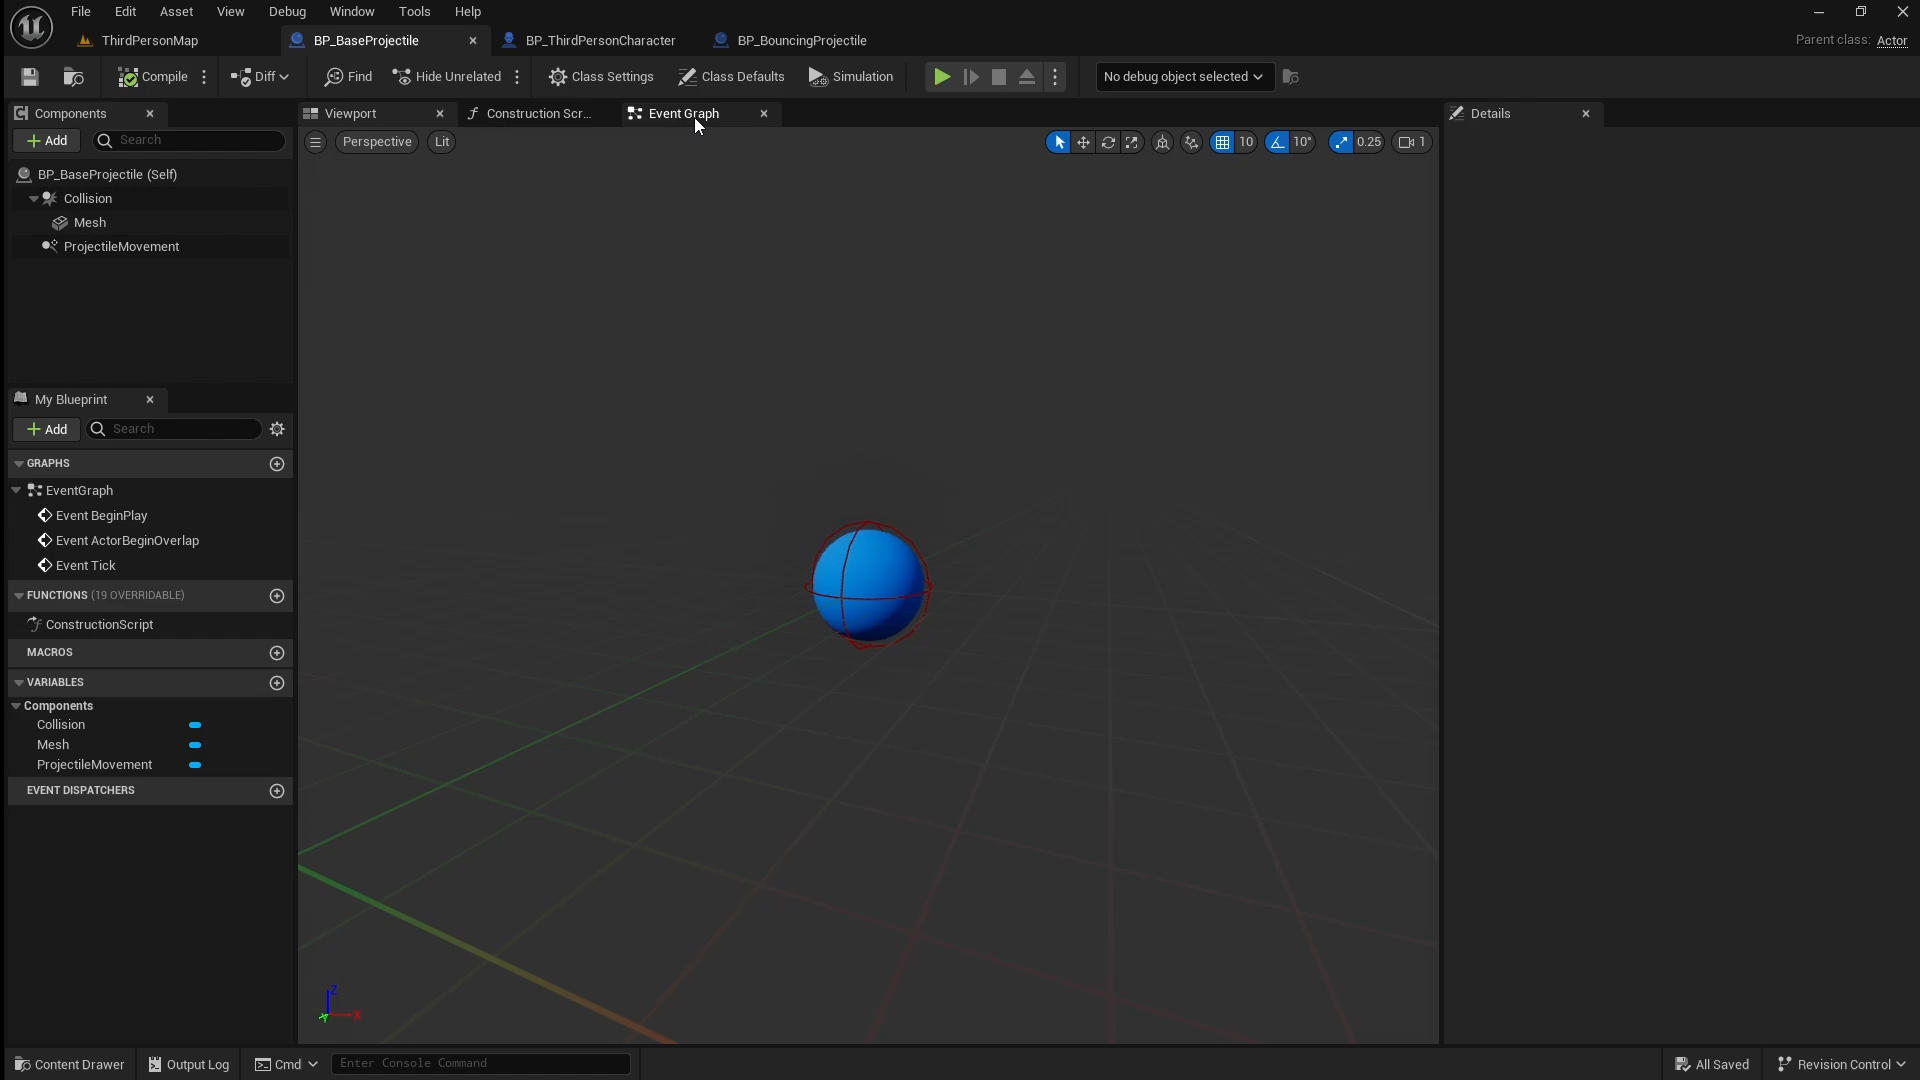 File Edit Asset View Debug Window Tools Help
ThirdPersonMap BP_BaseProjectile BP_ThirdPersonCharacter BP_BouncingProjectile Parent class: Actor
Compile Diff Find Hide Unrelated Class Settings Class Defaults Simulation No debug object selected
Components Viewport Construction Scr... Event Graph Details
Add Search Perspective Lit 10 10° 0.25 1
BP_BaseProjectile (Self)
Collision
Mesh
ProjectileMovement
My Blueprint
Add Search
GRAPHS
EventGraph
Event BeginPlay
Event ActorBeginOverlap
Event Tick
FUNCTIONS (19 OVERRIDABLE)
ConstructionScript
MACROS
VARIABLES
Components
Collision
Mesh
ProjectileMovement
EVENT DISPATCHERS
Z
Y X
Content Drawer Output Log Cmd Enter Console Command All Saved Revision Control